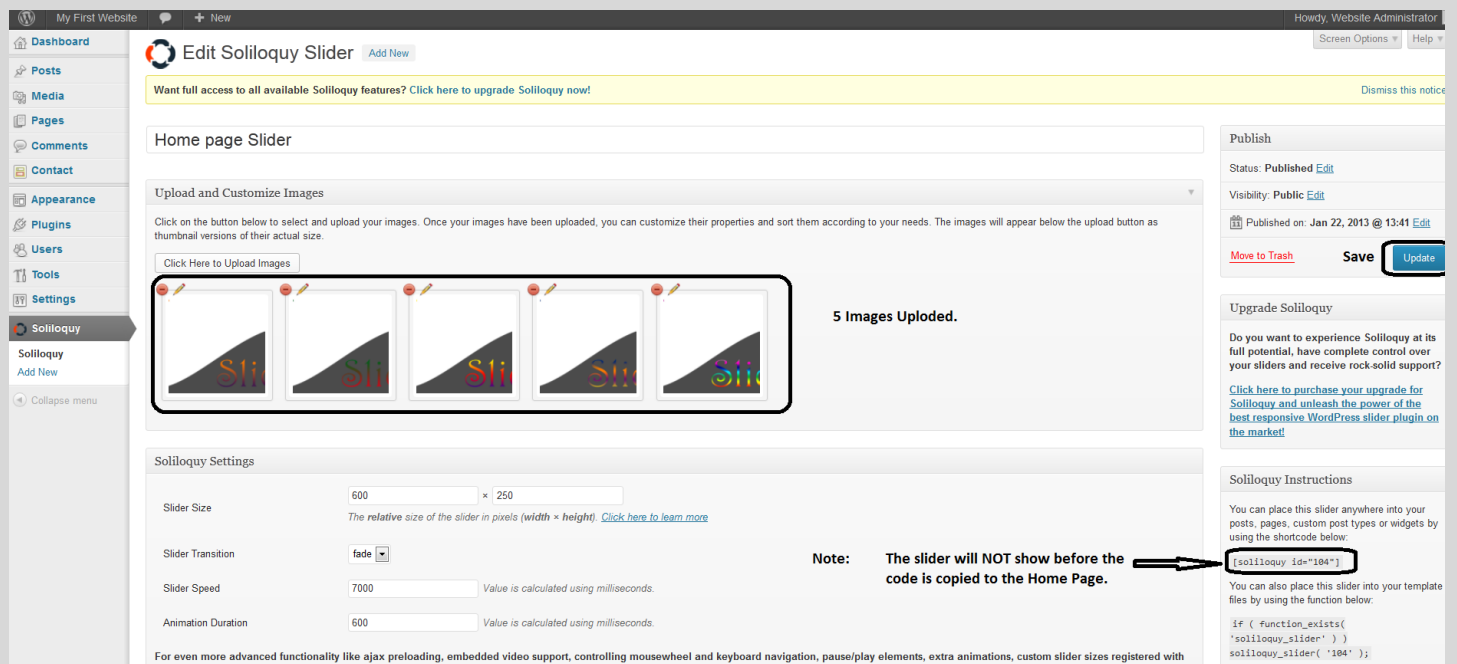 My First Website
+ New
Howdy, Website Administrator
Dashboard
Posts
Media
Pages
Comments
Contact
Appearance
Plugins
Users
Tools
Settings
Soliloquy
Soliloquy
Add New
Collapse menu
Screen Options
Help
Edit Soliloquy Slider
Add New
Want full access to all available Soliloquy features? Click here to upgrade Soliloquy now!
Dismiss this notice
Home page Slider
Upload and Customize Images
Click on the button below to select and upload your images. Once your images have been uploaded, you can customize their properties and sort them according to your needs. The images will appear below the upload button as
thumbnail versions of their actual size.
Click Here to Upload Images
Sli
Sli
Sli
Sli
Sli
5 Images Uploded.
Soliloquy Settings
Slider Size
600 × 250
The relative size of the slider in pixels (width × height). Click here to learn more
Slider Transition
fade
Slider Speed
7000
Value is calculated using milliseconds.
Animation Duration
600
Value is calculated using milliseconds.
Note: The slider will NOT show before the
code is copied to the Home Page.
For even more advanced functionality like ajax preloading, embedded video support, controlling mousewheel and keyboard navigation, pause/play elements, extra animations, custom slider sizes registered with
Publish
Status: Published Edit
Visibility: Public Edit
11
Published on: Jan 22, 2013 @ 13:41 Edit
Move to Trash
Save
Update
Upgrade Soliloquy
Do you want to experience Soliloquy at its
full potential, have complete control over
your sliders and receive rock-solid support?
Click here to purchase your upgrade for
Soliloquy and unleash the power of the
best responsive WordPress slider plugin on
the market!
Soliloquy Instructions
You can place this slider anywhere into your
posts, pages, custom post types or widgets by
using the shortcode below:
[soliloquy id="104"]
You can also place this slider into your template
files by using the function below:
if ( function_exists(
'soliloquy_slider' ) )
soliloquy_slider( '104' );